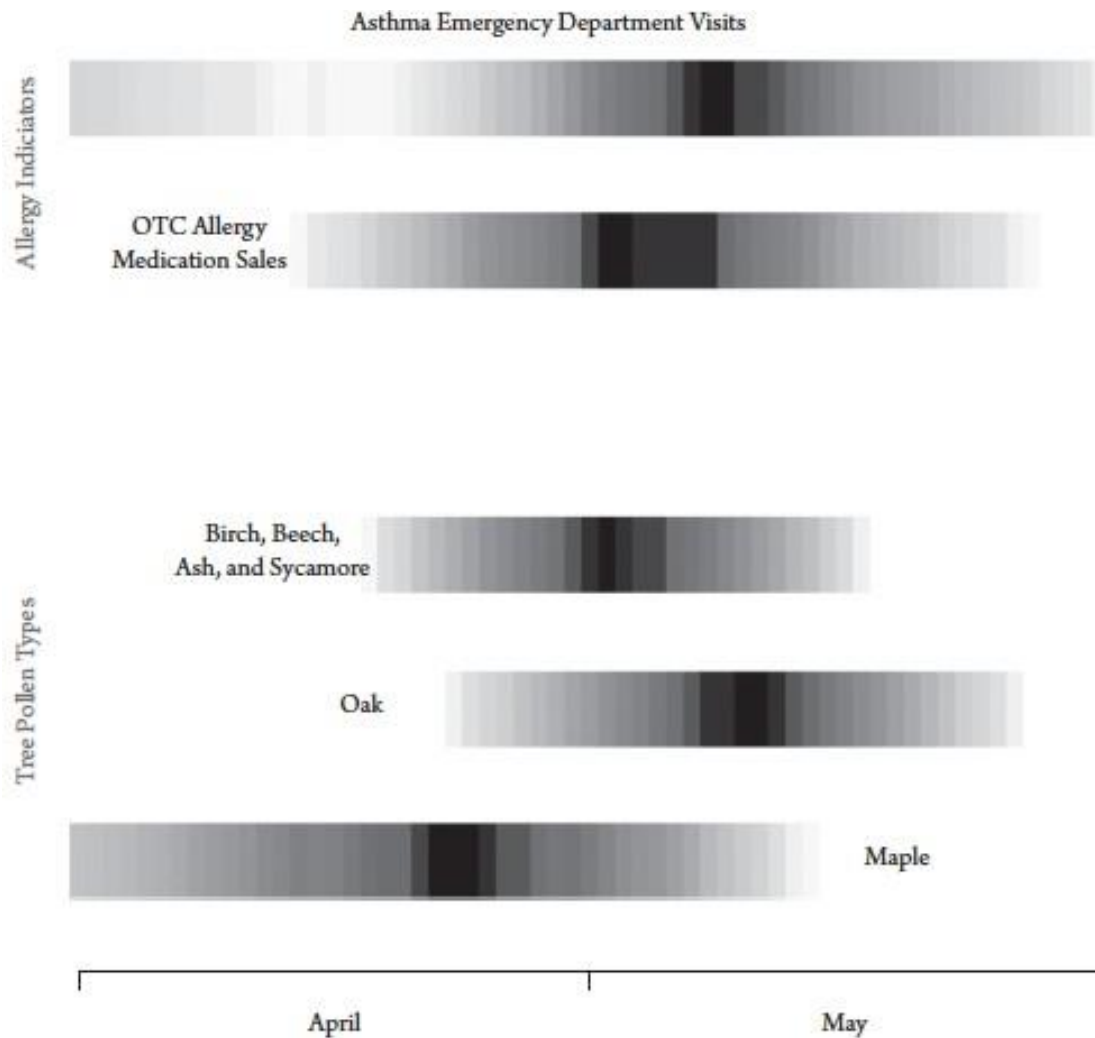 Asthma Emergency Department Visits
Allergy Indiciators
OTC Allergy
Medication Sales
Birch, Beech,
Ash, and Sycamore
Tree Pollen Types
Oak
Maple
April
May